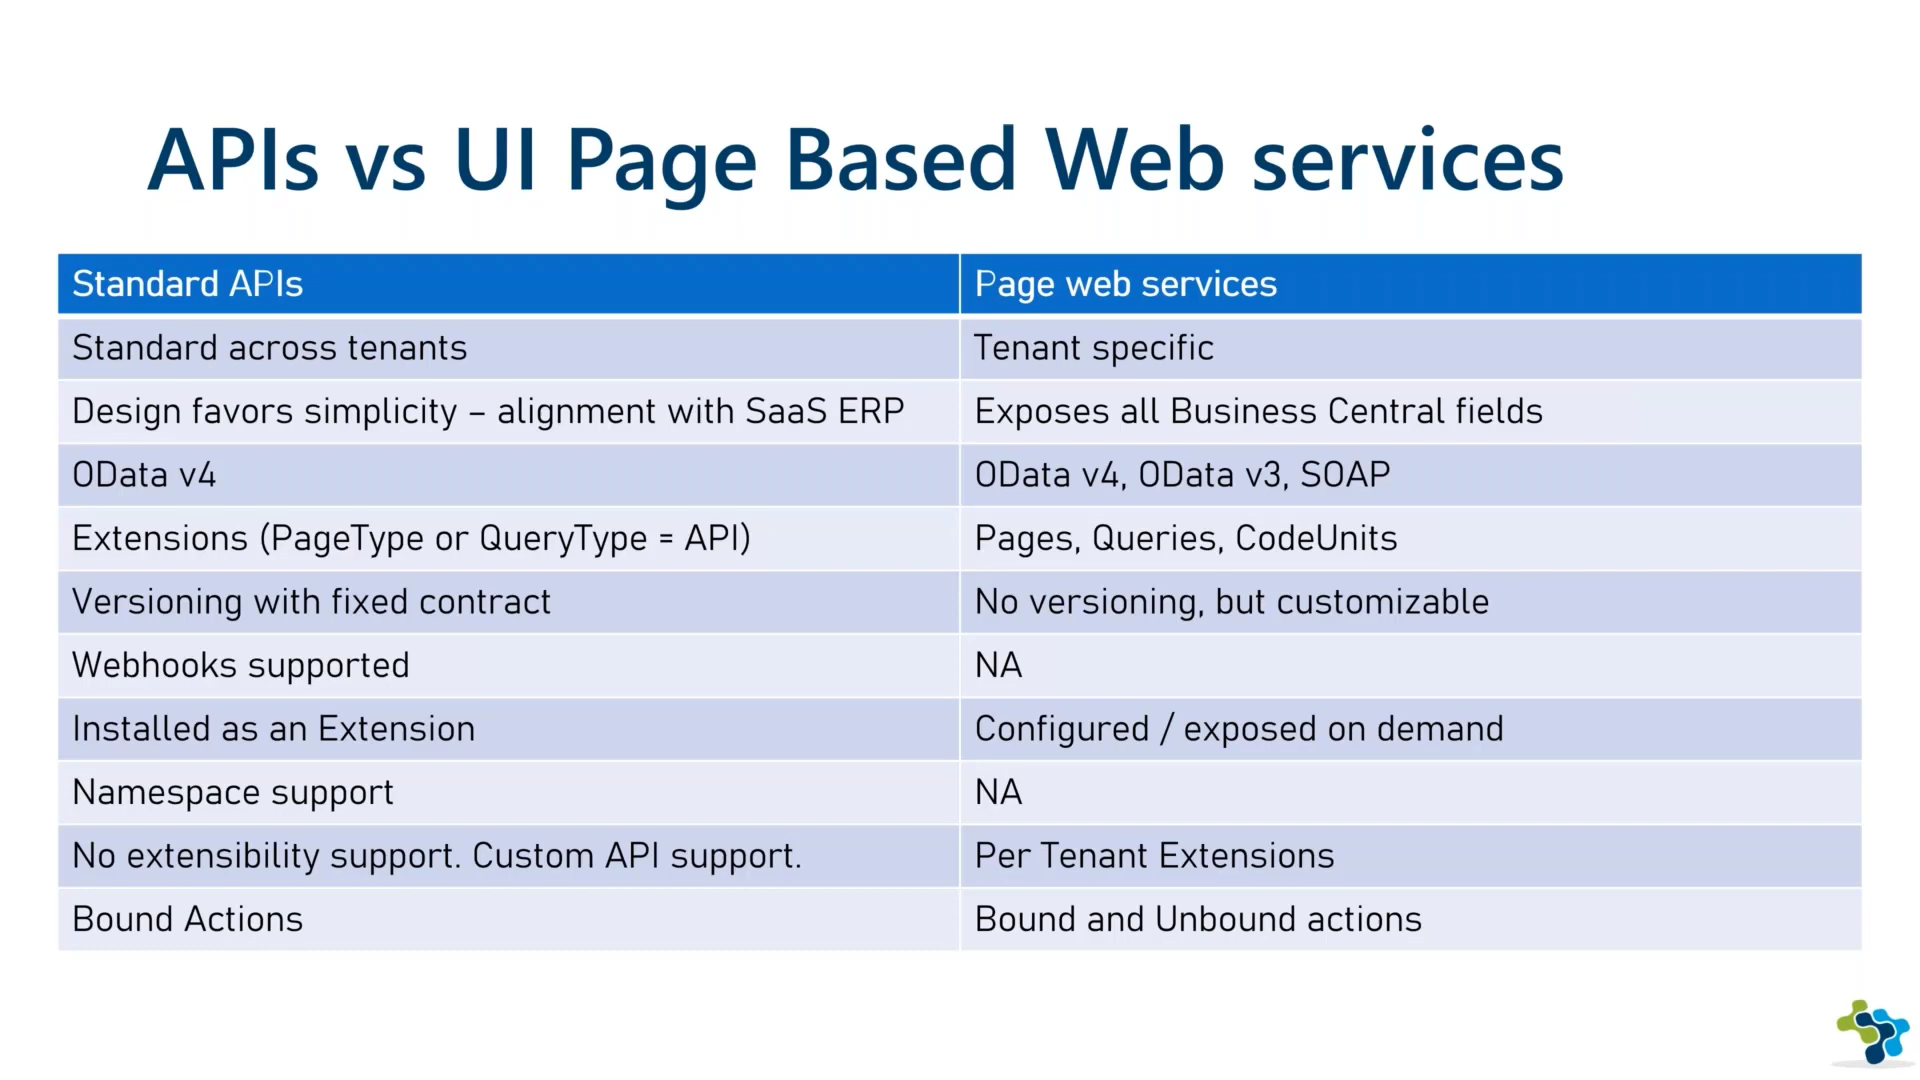 APIs vs UI Page Based Web services
Standard APIs
Page web services
Standard across tenants
Tenant specific
Design favors simplicity – alignment with SaaS ERP
Exposes all Business Central fields
OData v4
OData v4, OData v3, SOAP
Extensions (PageType or QueryType = API)
Pages, Queries, CodeUnits
Versioning with fixed contract
No versioning, but customizable
Webhooks supported
NA
Installed as an Extension
Configured / exposed on demand
Namespace support
NA
No extensibility support. Custom API support.
Per Tenant Extensions
Bound Actions
Bound and Unbound actions